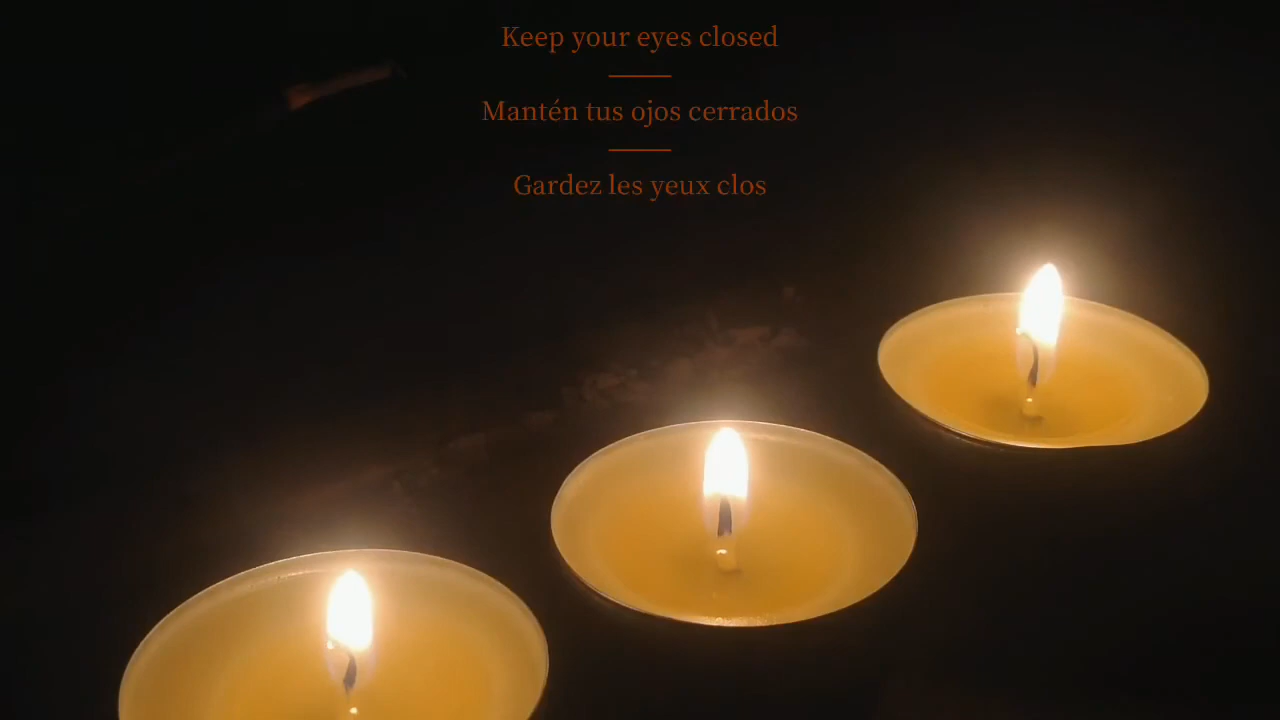 Keep your eyes closed
Mantén tus ojos cerrados
Gardez les yeux clos